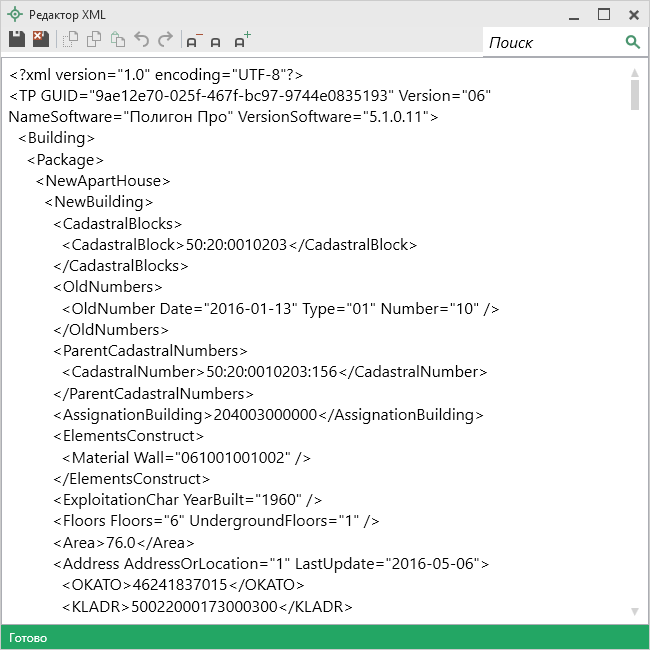 Редактор XML
Поиск
<?xml version="1.0" encoding="UTF-8"?>
<TP GUID="9ae12e70-025f-467f-bc97-9744e0835193" Version="06"
NameSoftware="Полигон Про" VersionSoftware="5.1.0.11">
<Building>
<Package>
<NewApartHouse>
<NewBuilding>
<CadastralBlocks>
<CadastralBlock>50:20:0010203</CadastralBlock>
</CadastralBlocks>
<OldNumbers>
<OldNumber Date="2016-01-13" Type="01" Number="10" />
</OldNumbers>
<ParentCadastralNumbers>
<CadastralNumber>50:20:0010203:156</CadastralNumber>
</ParentCadastralNumbers>
<AssignationBuilding>204003000000</AssignationBuilding>
<ElementsConstruct>
<Material Wall="061001001002" />
</ElementsConstruct>
<ExploitationChar YearBuilt="1960" />
<Floors Floors="6" UndergroundFloors="1" />
<Area>76.0</Area>
<Address AddressOrLocation="1" LastUpdate="2016-05-06">
<OKATO>46241837015</OKATO>
<KLADR>50022000173000300</KLADR>
Готово